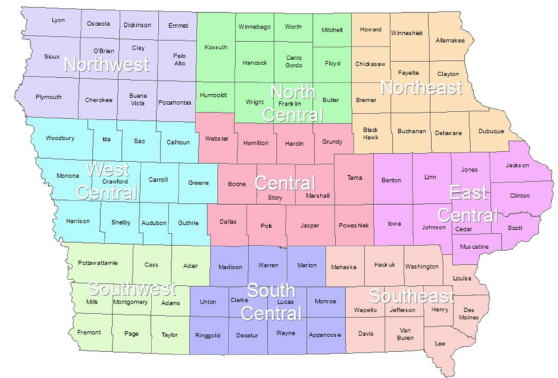 Lyon
Osceola
Dickinson
Emmet
Sioux
O'Brien
Clay
Palo
Alto
Northwest
Plymouth
Cherokee
Buena
Vista
Pocahontas
Kossuth
Winnebago
Worth
Mitchell
Hancock
Cerro
Gordo
Floyd
Humboldt
Wright
Franklin
Butler
North
Central
Howard
Winneshiek
Allamakee
Chickasaw
Fayette
Clayton
Northeast
Bremer
Black
Hawk
Buchanan
Delaware
Dubuque
Woodbury
Ida
Sac
Calhoun
West
Central
Monona
Crawford
Carroll
Greene
Harrison
Shelby
Audubon
Guthrie
Webster
Hamilton
Hardin
Grundy
Boone
Story
Marshall
Tama
Central
Dallas
Polk
Jasper
Poweshiek
Benton
Linn
Jones
Jackson
East
Central
Clinton
Iowa
Johnson
Cedar
Scott
Muscatine
Pottawattamie
Cass
Adair
Southwest
Mills
Montgomery
Adams
Fremont
Page
Taylor
Madison
Warren
Marion
South
Central
Union
Clarke
Lucas
Monroe
Ringgold
Decatur
Wayne
Appanoose
Mahaska
Keokuk
Washington
Louisa
Southeast
Wapello
Jefferson
Henry
Des
Moines
Davis
Van
Buren
Lee